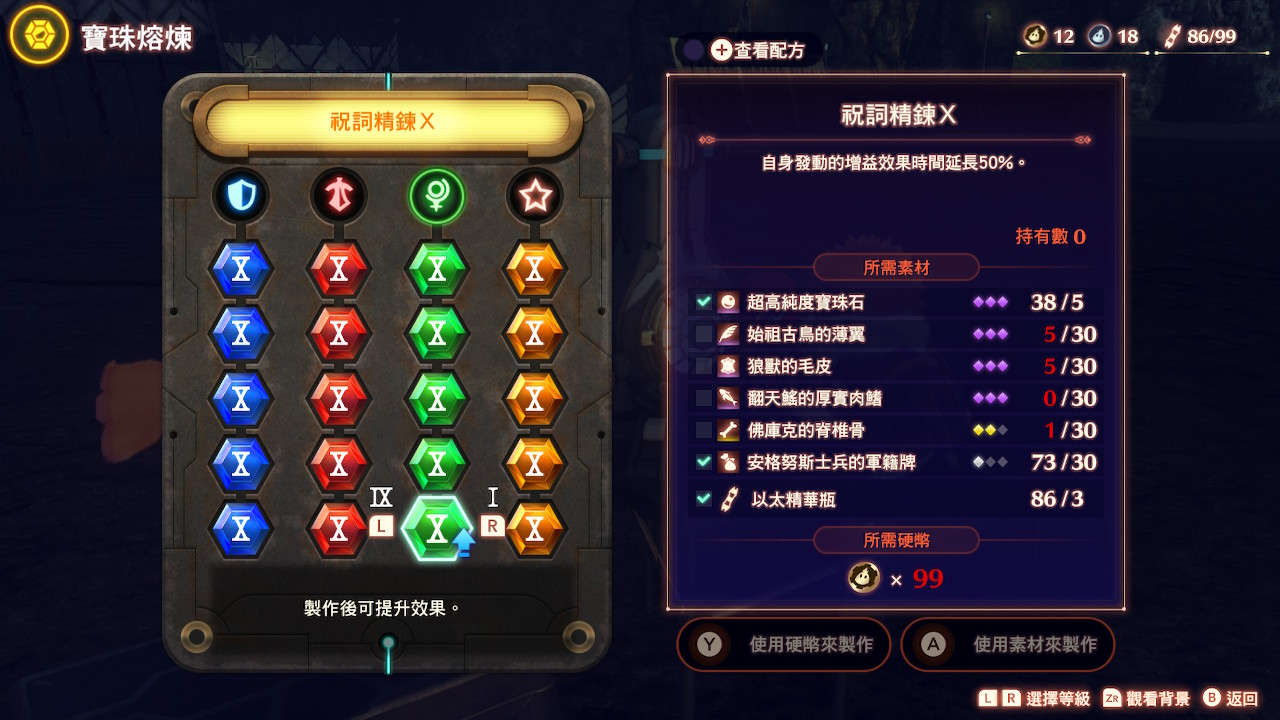 寶珠熔煉
12 18 86/99
+查看配方
祝詞精鍊X
X X X X
X X X X
X X X X
X X X X
IX I
L R
X X X X
製作後可提升效果。
祝詞精鍊X
自身發動的增益效果時間延長50%。
持有數 0
所需素材
超高純度寶珠石 38/5
始祖古鳥的薄翼 5/30
狼獸的毛皮 5/30
翻天鰩的厚實肉鰭 0/30
佛庫克的脊椎骨 1/30
安格努斯士兵的軍籍牌 73/30
以太精華瓶 86/3
所需硬幣
× 99
Y 使用硬幣來製作
A 使用素材來製作
L R 選擇等級 ZR 觀看背景 B 返回